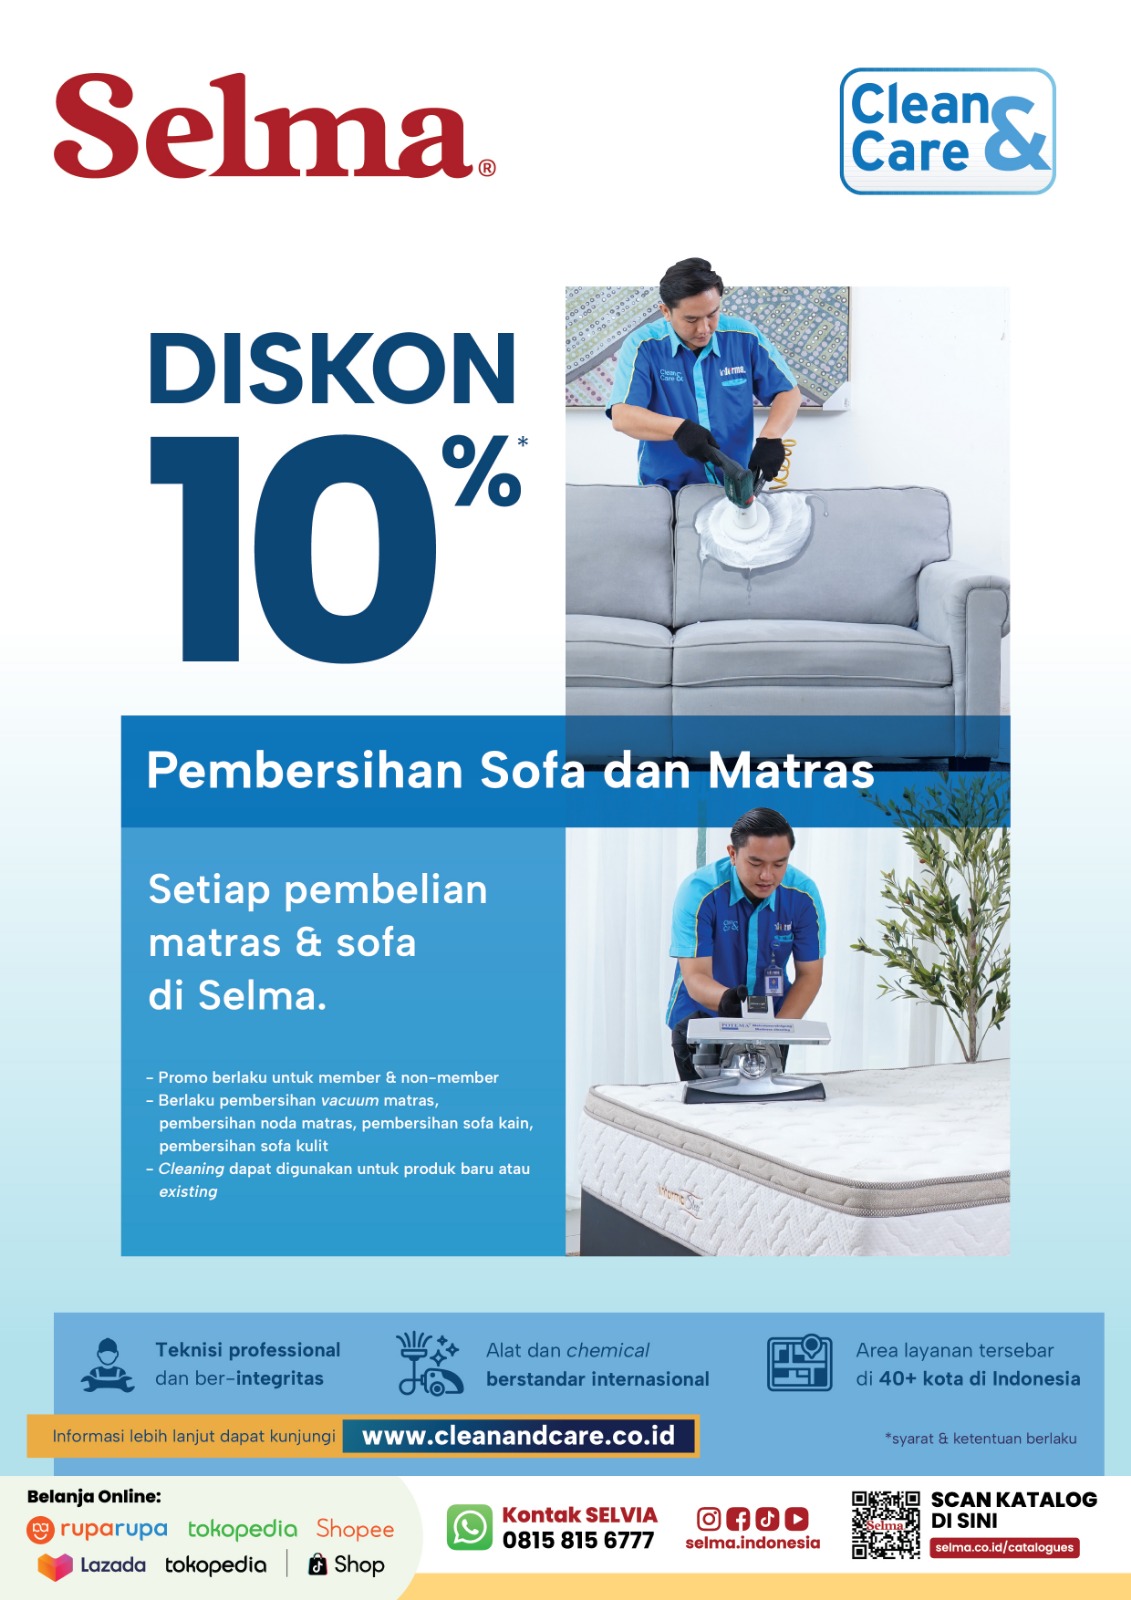 Selma®
Clean &
Care
DISKON
10%*
Pembersihan Sofa dan Matras
Setiap pembelian
matras & sofa
di Selma.
- Promo berlaku untuk member & non-member
- Berlaku pembersihan vacuum matras,
pembersihan noda matras, pembersihan sofa kain,
pembersihan sofa kulit
- Cleaning dapat digunakan untuk produk baru atau
existing
Teknisi professional
dan ber-integritas
Alat dan chemical
berstandar internasional
Area layanan tersebar
di 40+ kota di Indonesia
Informasi lebih lanjut dapat kunjungi www.cleanandcare.co.id
*syarat & ketentuan berlaku
Belanja Online:
ruparupa tokopedia Shopee
Lazada tokopedia | Shop
Kontak SELVIA
0815 815 6777
selma.indonesia
Selma
SCAN KATALOG
DI SINI
selma.co.id/catalogues